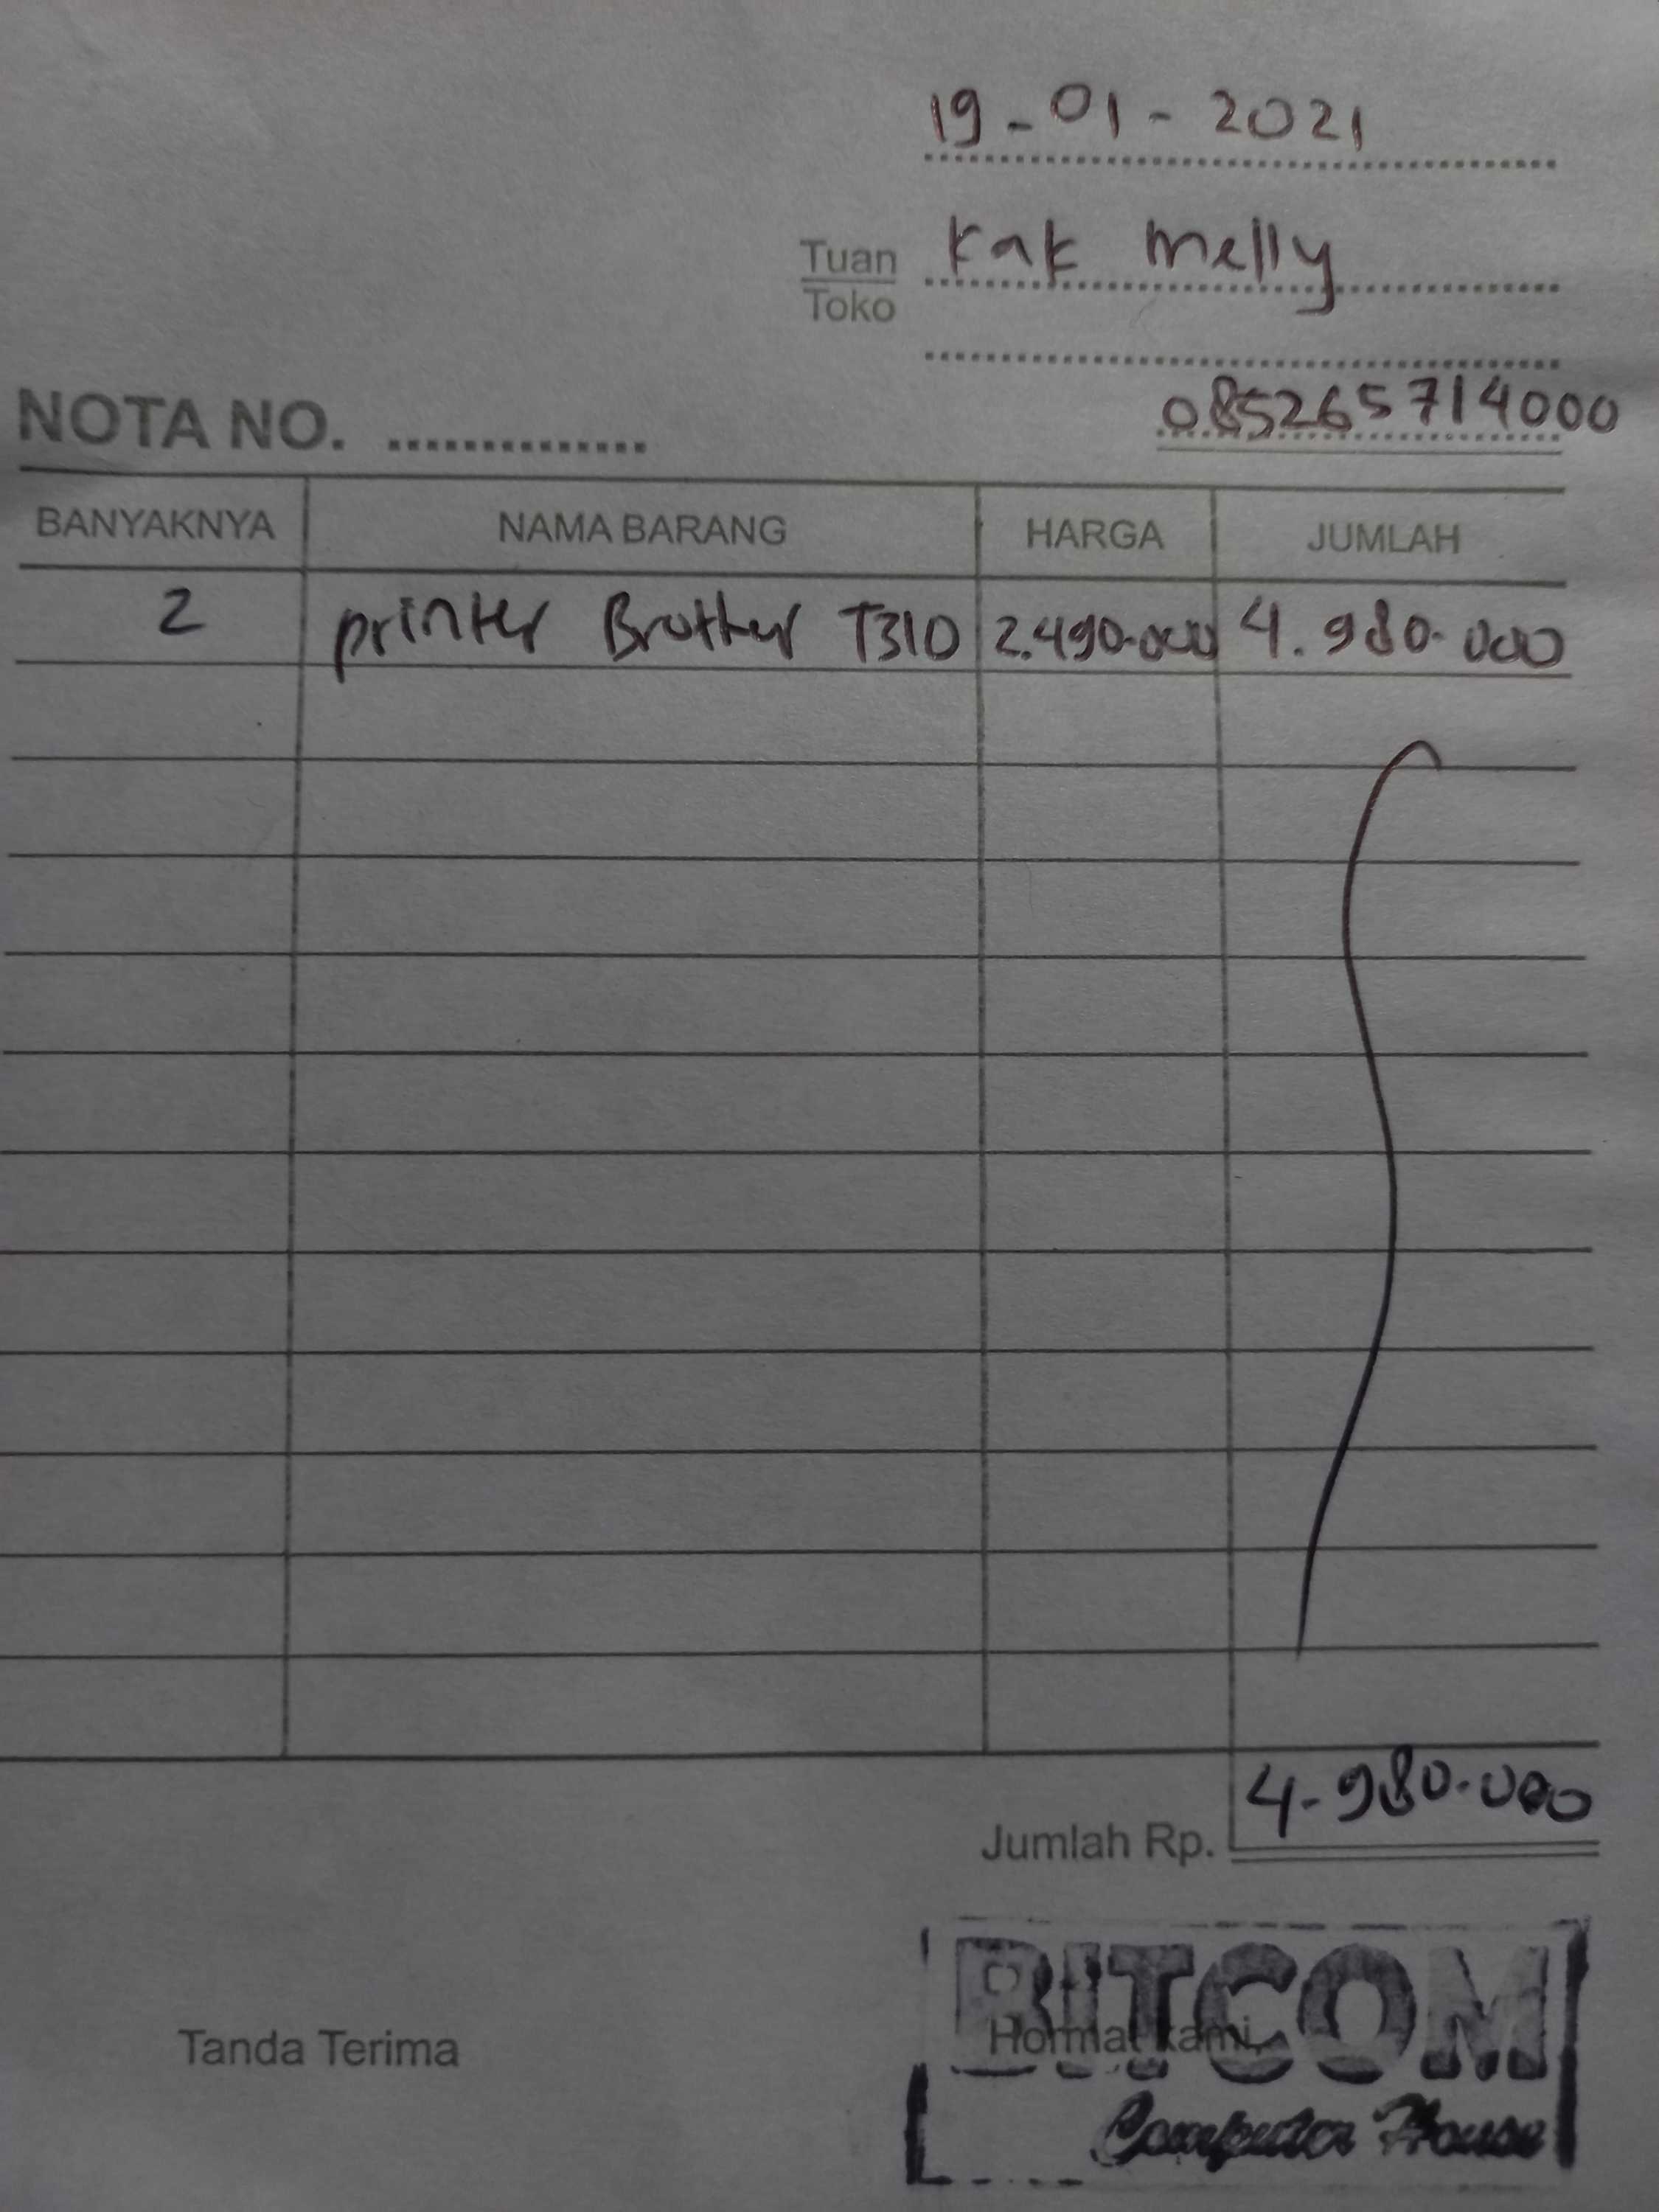 19-01-2021
Tuan Kak Melly
Toko
085265714000
NOTA NO. ...............
BANYAKNYA NAMA BARANG HARGA JUMLAH
2 printer Brother T310 2.490.000 4.980.000
Jumlah Rp. 4.980.000
Tanda Terima Hormat kami,
BITCOM
Computer House